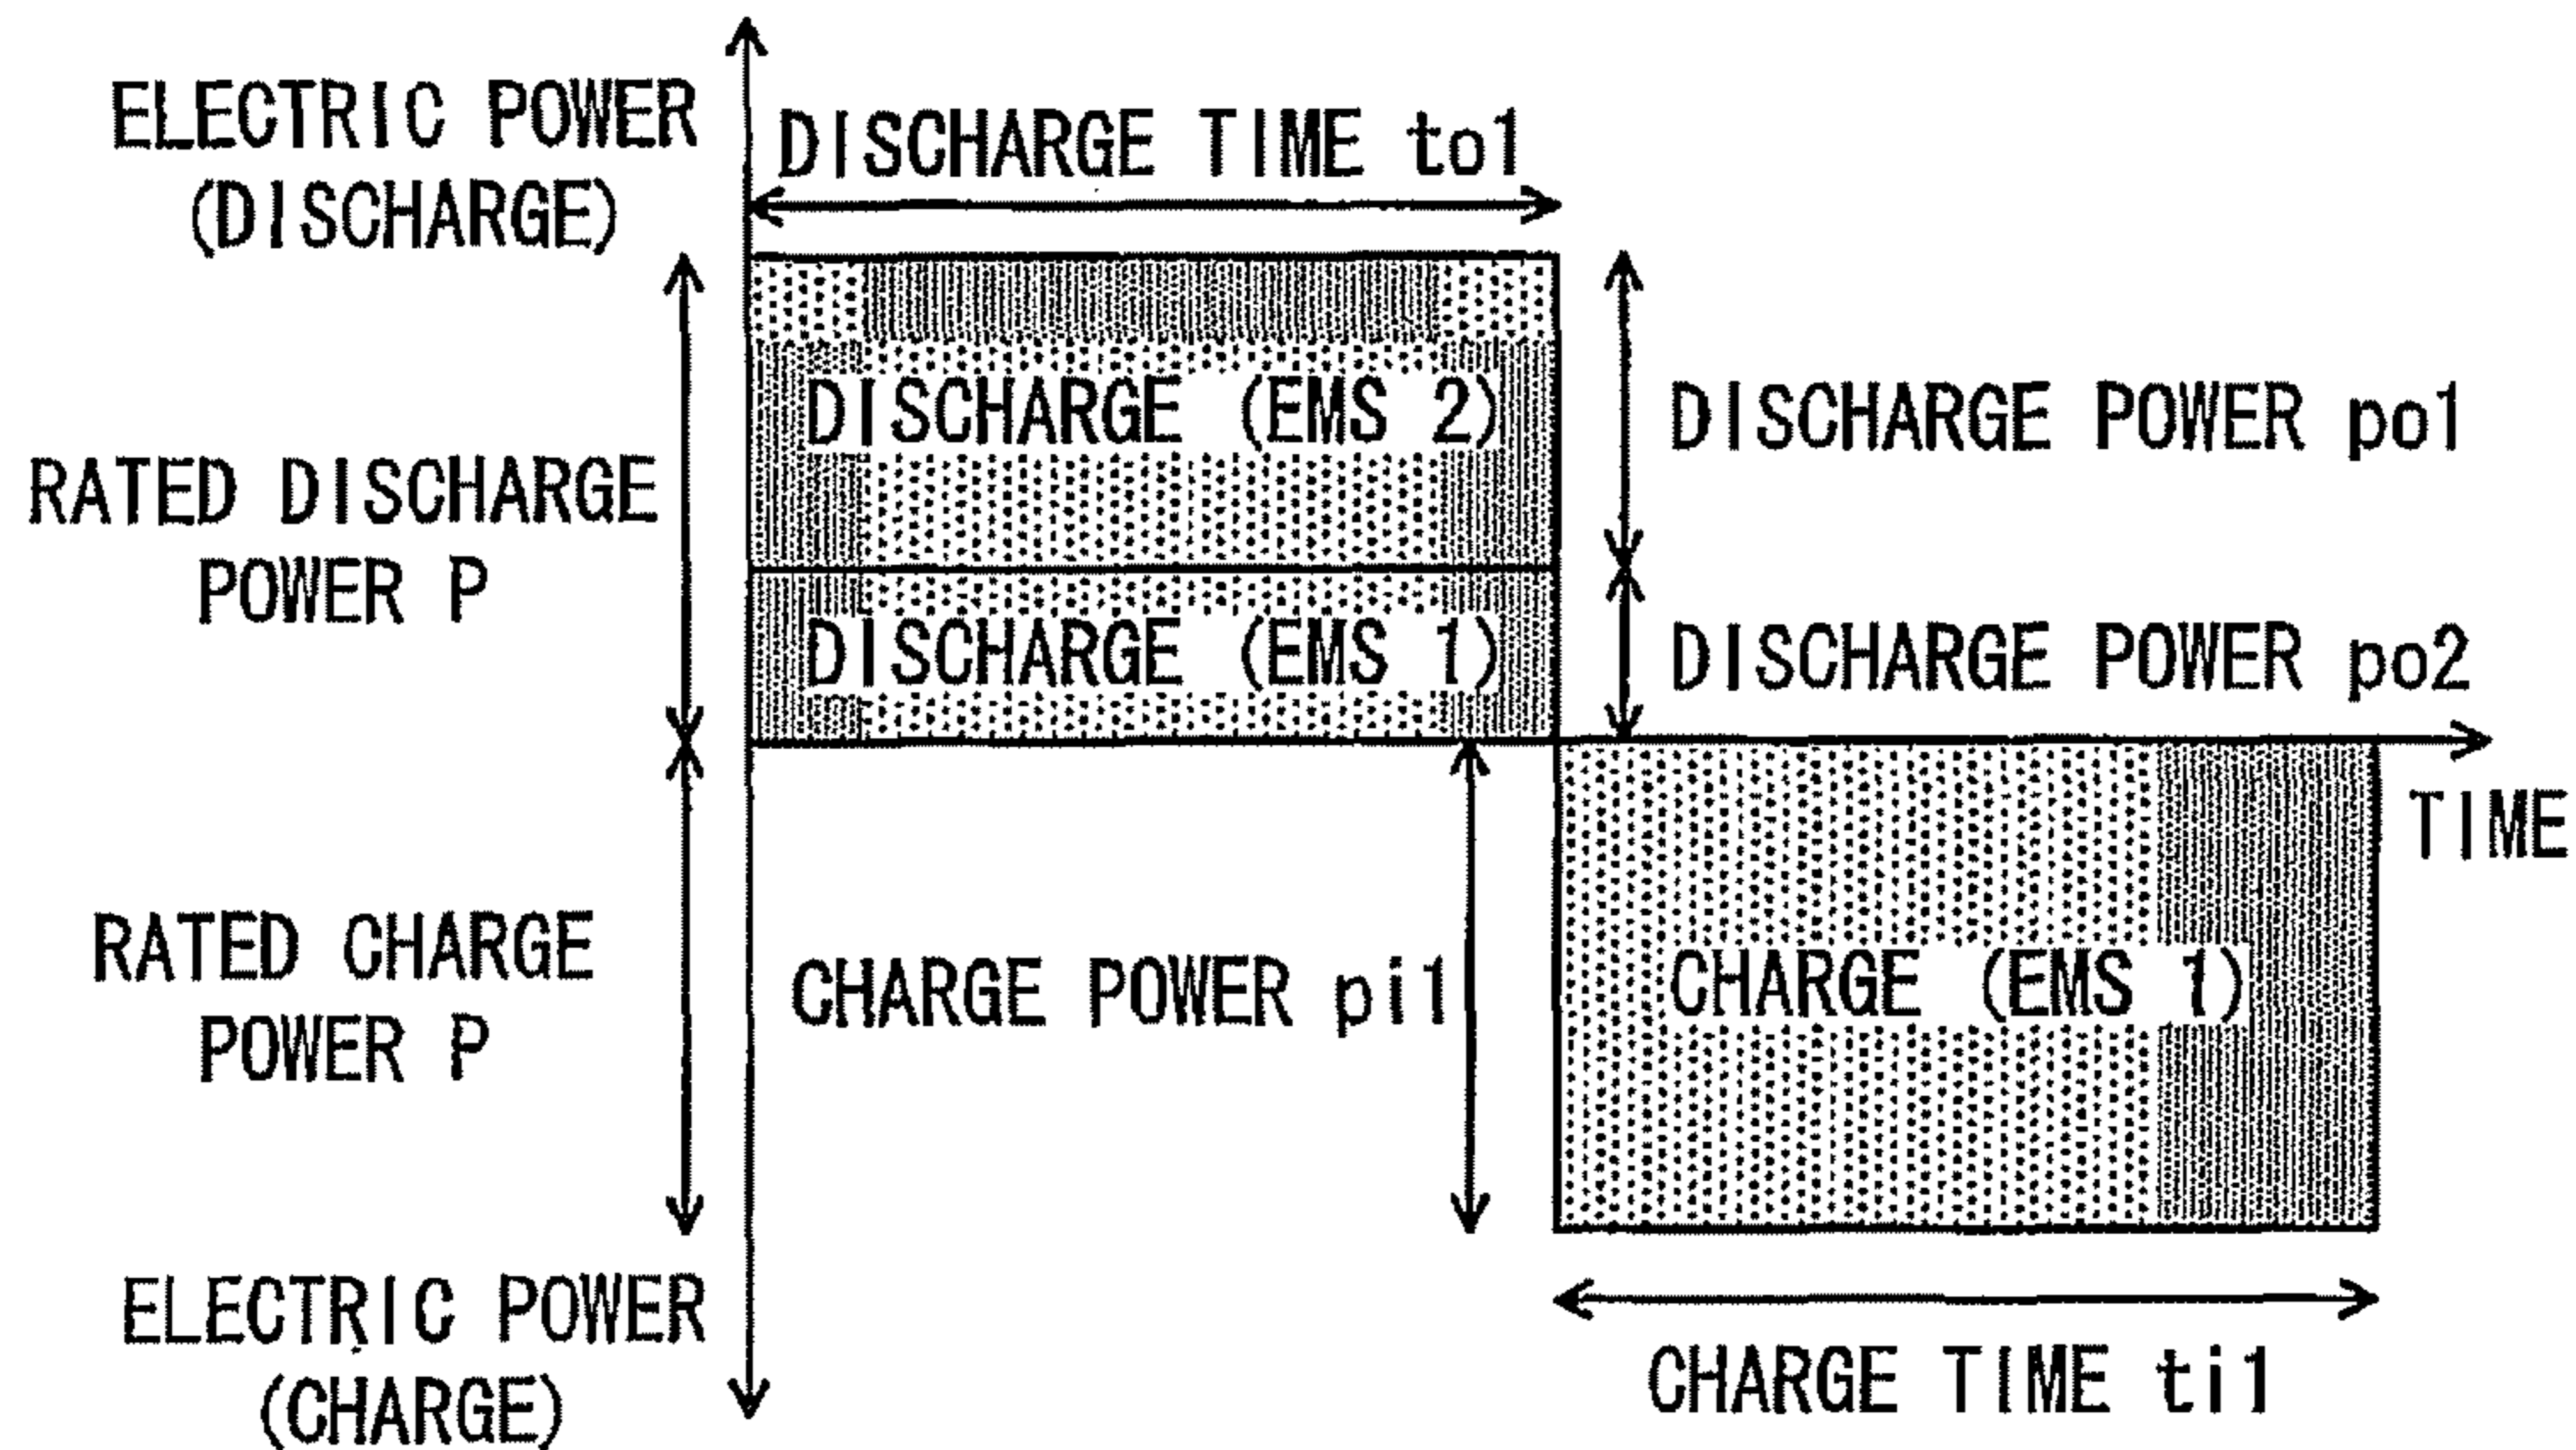 ELECTRIC POWER
(DISCHARGE)
DISCHARGE TIME to1
RATED DISCHARGE
POWER P
DISCHARGE (EMS 2)
DISCHARGE POWER po1
DISCHARGE (EMS 1)
DISCHARGE POWER po2
TIME
RATED CHARGE
POWER P
CHARGE POWER pi1
CHARGE (EMS 1)
ELECTRIC POWER
(CHARGE)
CHARGE TIME ti1